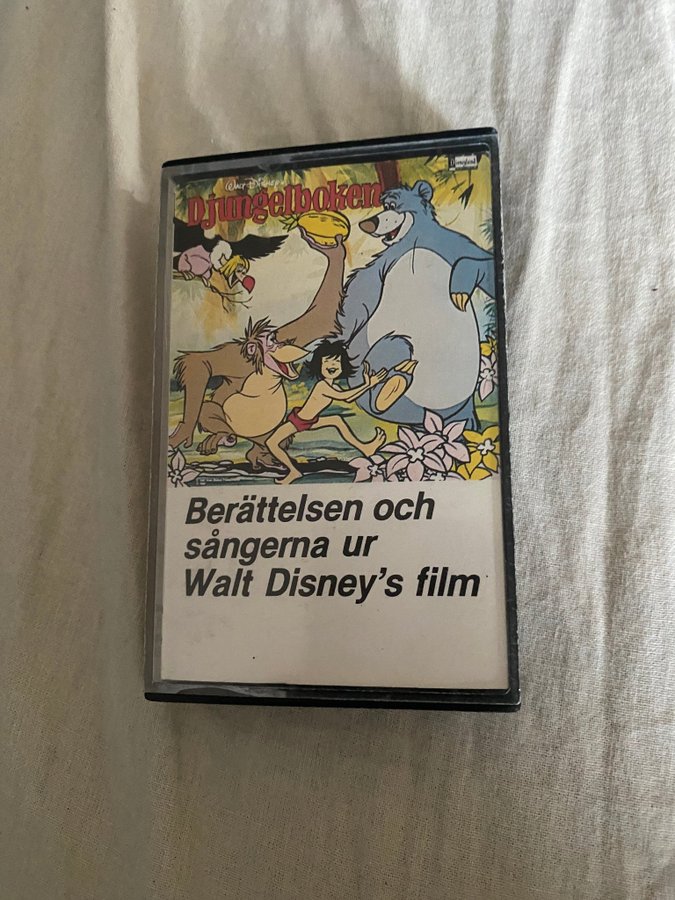 Walt Disney's
Djungelboken
Disneyland
Berättelsen och
sångerna ur
Walt Disney's film